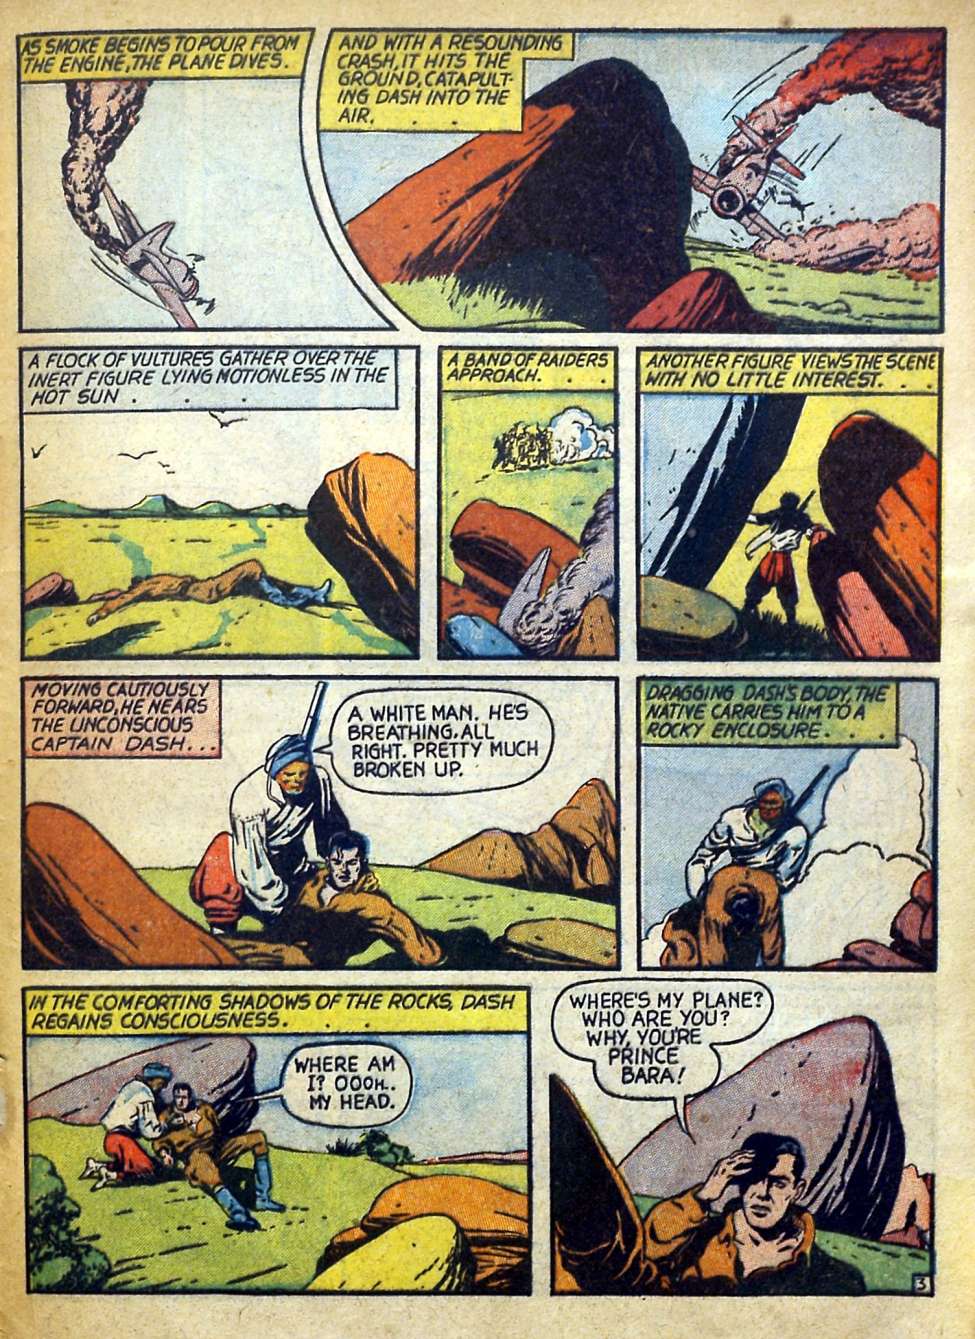 AS SMOKE BEGINS TO POUR FROM
THE ENGINE, THE PLANE DIVES.
AND WITH A RESOUNDING
CRASH, IT HITS THE
GROUND, CATAPULT-
ING DASH INTO THE
AIR. . .
A FLOCK OF VULTURES GATHER OVER THE
INERT FIGURE LYING MOTIONLESS IN THE
HOT SUN . . .
A BAND OF RAIDERS
APPROACH. . .
ANOTHER FIGURE VIEWS THE SCENE
WITH NO LITTLE INTEREST. . .
MOVING CAUTIOUSLY
FORWARD, HE NEARS
THE UNCONSCIOUS
CAPTAIN DASH...
A WHITE MAN. HE'S
BREATHING. ALL
RIGHT. PRETTY MUCH
BROKEN UP.
DRAGGING DASH'S BODY, THE
NATIVE CARRIES HIM TO A
ROCKY ENCLOSURE. . .
IN THE COMFORTING SHADOWS OF THE ROCKS, DASH
REGAINS CONSCIOUSNESS. . .
WHERE AM
I? OOOH..
MY HEAD.
WHERE'S MY PLANE?
WHO ARE YOU?
WHY, YOU'RE
PRINCE
BARA!
3